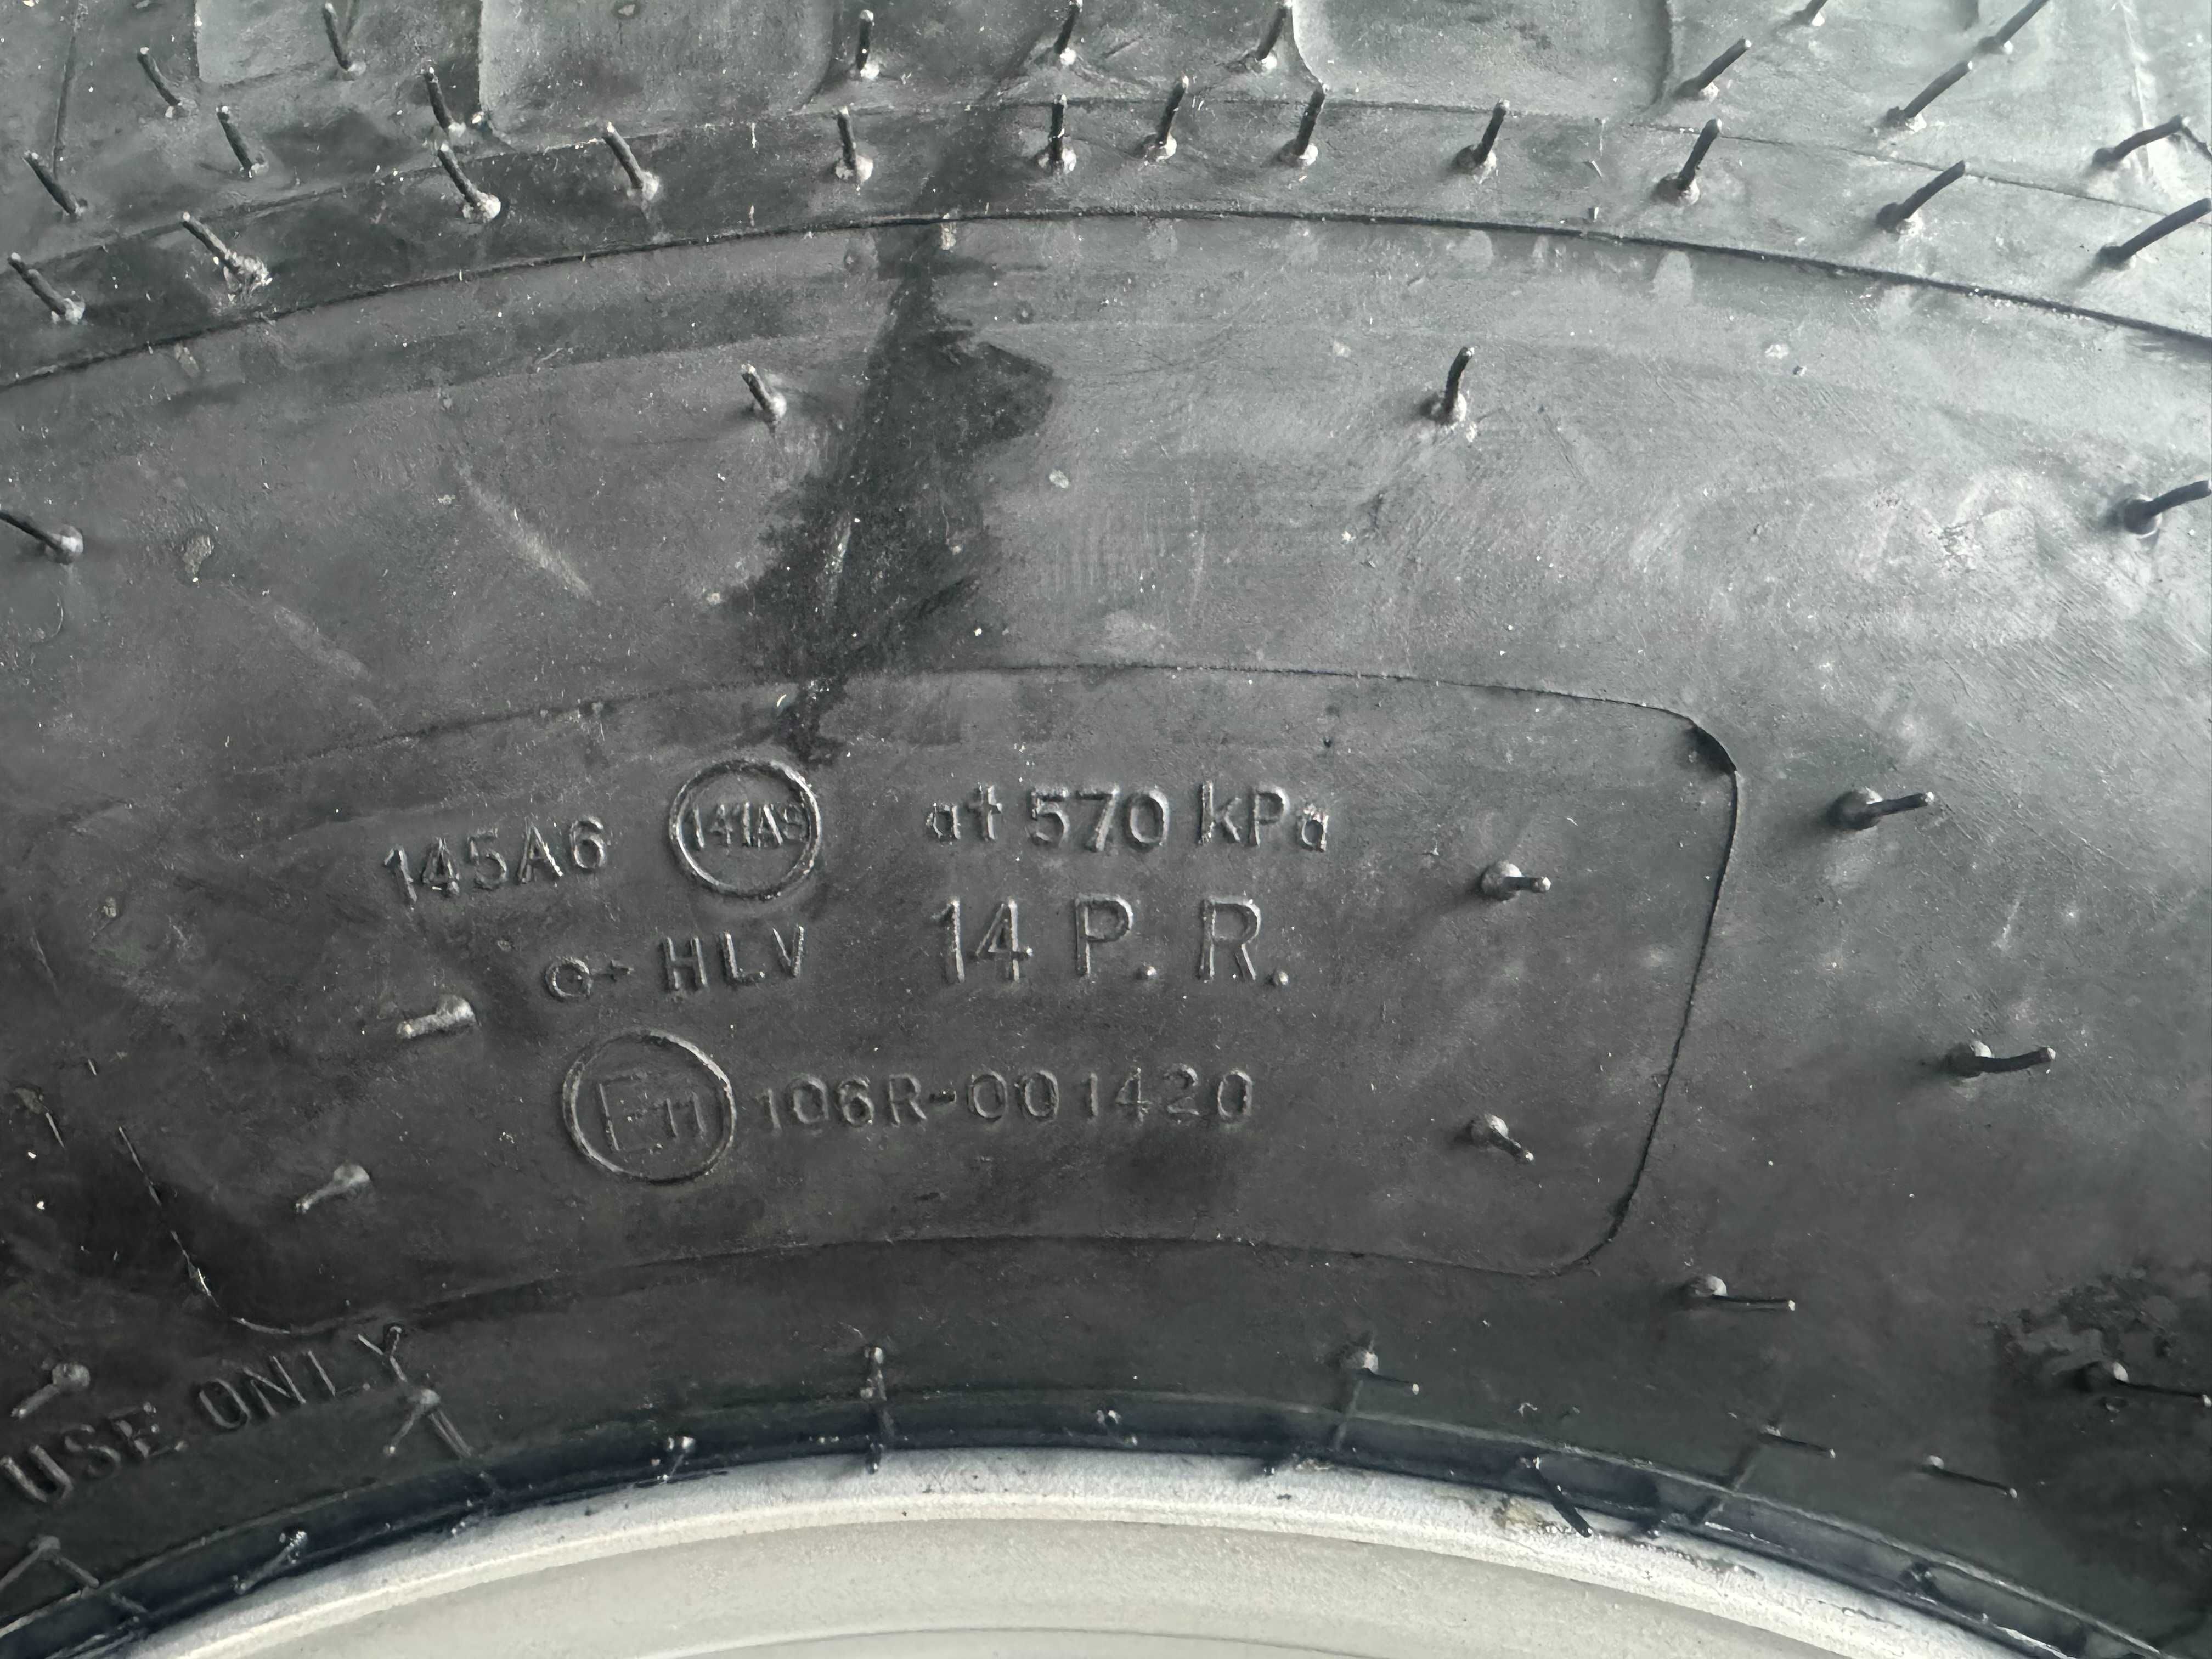 145A6 141A8 at 570 kPa
HLV 14 P. R.
E11 106R-001420
USE ONLY